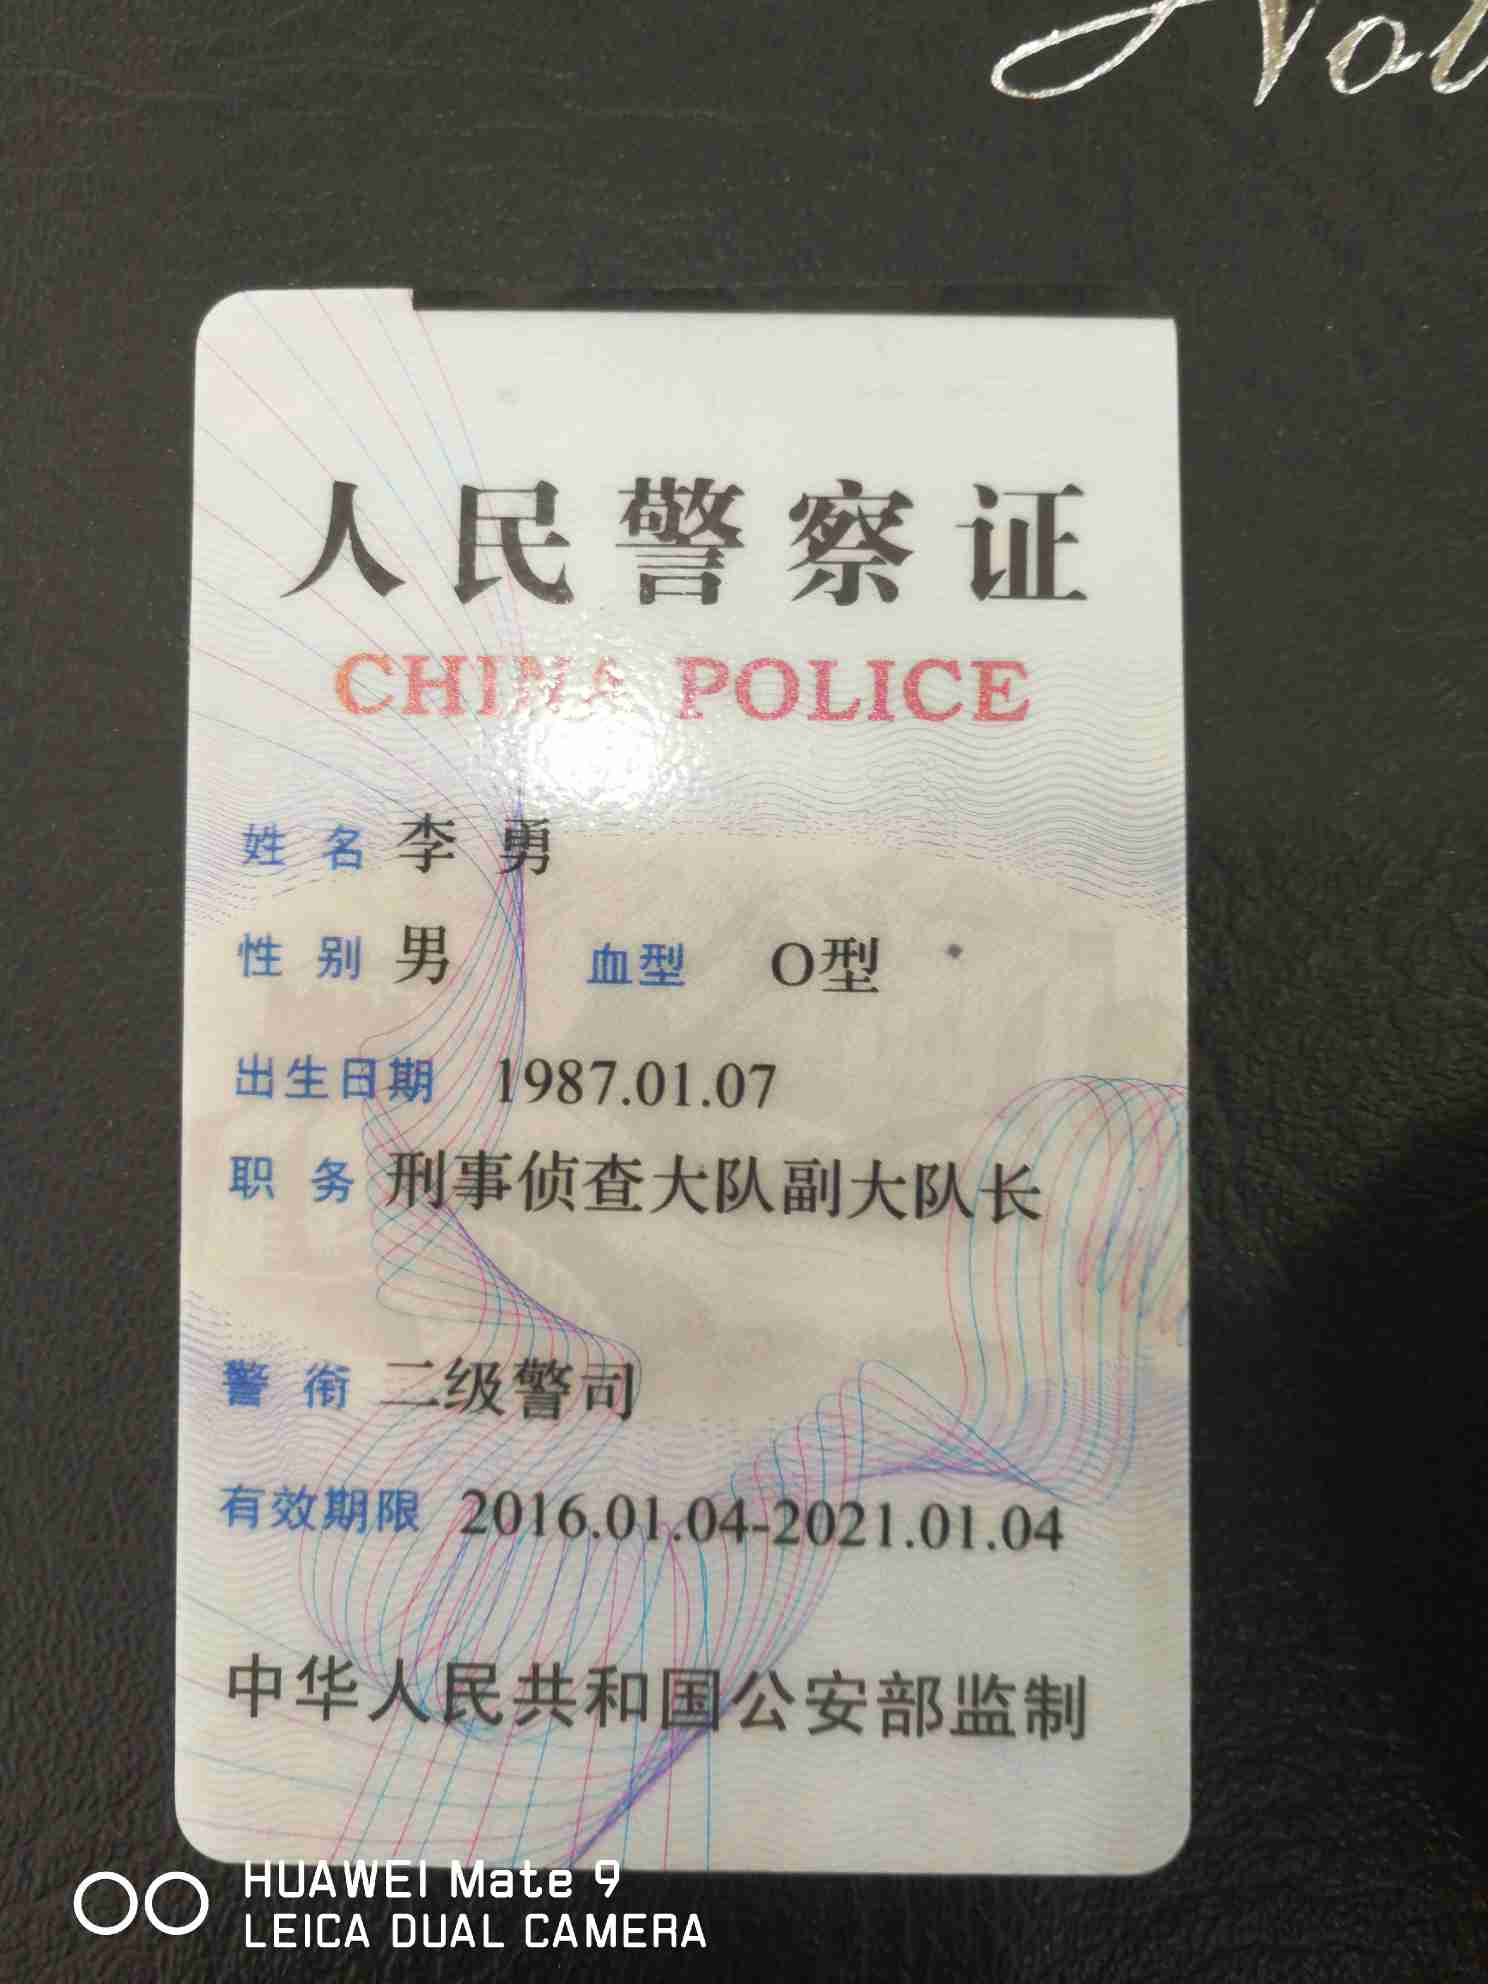 Not
人民警察证
CHINA POLICE
姓名 李勇
性别 男 血型 O型
出生日期 1987.01.07
职务 刑事侦查大队副大队长
警衔 二级警司
有效期限 2016.01.04-2021.01.04
中华人民共和国公安部监制
HUAWEI Mate 9
LEICA DUAL CAMERA